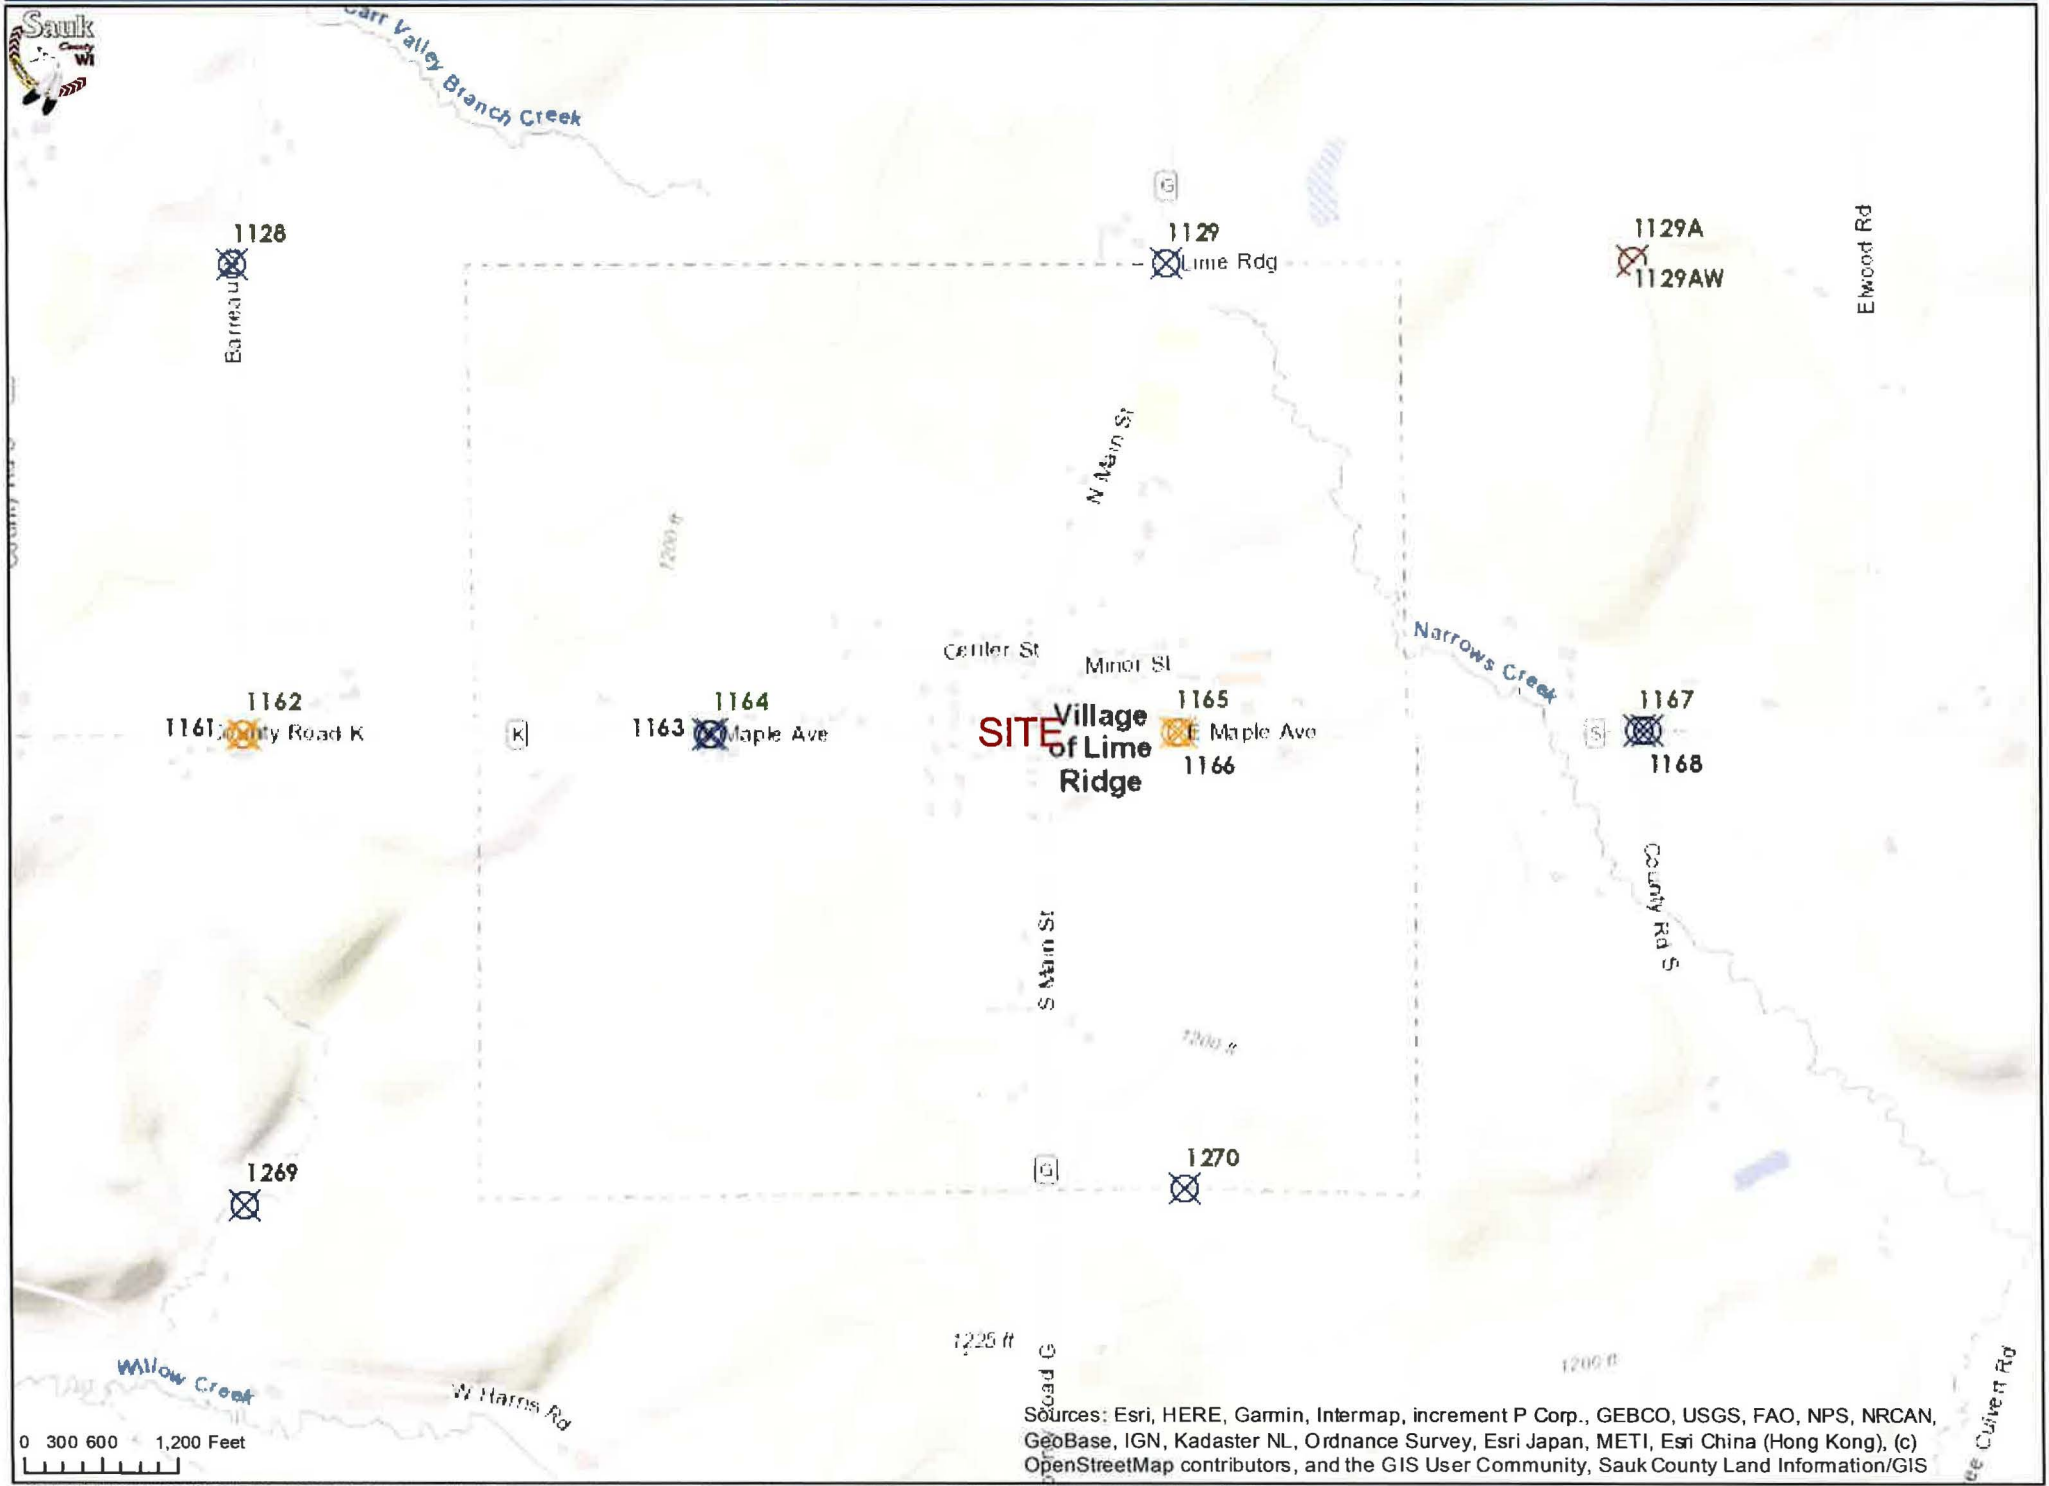 Sauk
County
WI
Carr Valley Branch Creek
G
1128
1129
1129A
Lime Rdg
1129AW
Elwood Rd
Barreau
N Main St
1200 ft
Center St
Minor St
Narrows Creek
1162
1164
1165
1167
1161
County Road K
K
1163
Maple Ave
SITE
Village
of Lime
Ridge
E Maple Ave
S
1166
1168
County Rd S
S Main St
1200 ft
1269
G
1270
1225 ft
1200 ft
Willow Creek
W Harris Rd
Road G
ee Culvert Rd
0 300 600 1,200 Feet
Sources: Esri, HERE, Garmin, Intermap, increment P Corp., GEBCO, USGS, FAO, NPS, NRCAN,
GeoBase, IGN, Kadaster NL, Ordnance Survey, Esri Japan, METI, Esri China (Hong Kong), (c)
OpenStreetMap contributors, and the GIS User Community, Sauk County Land Information/GIS